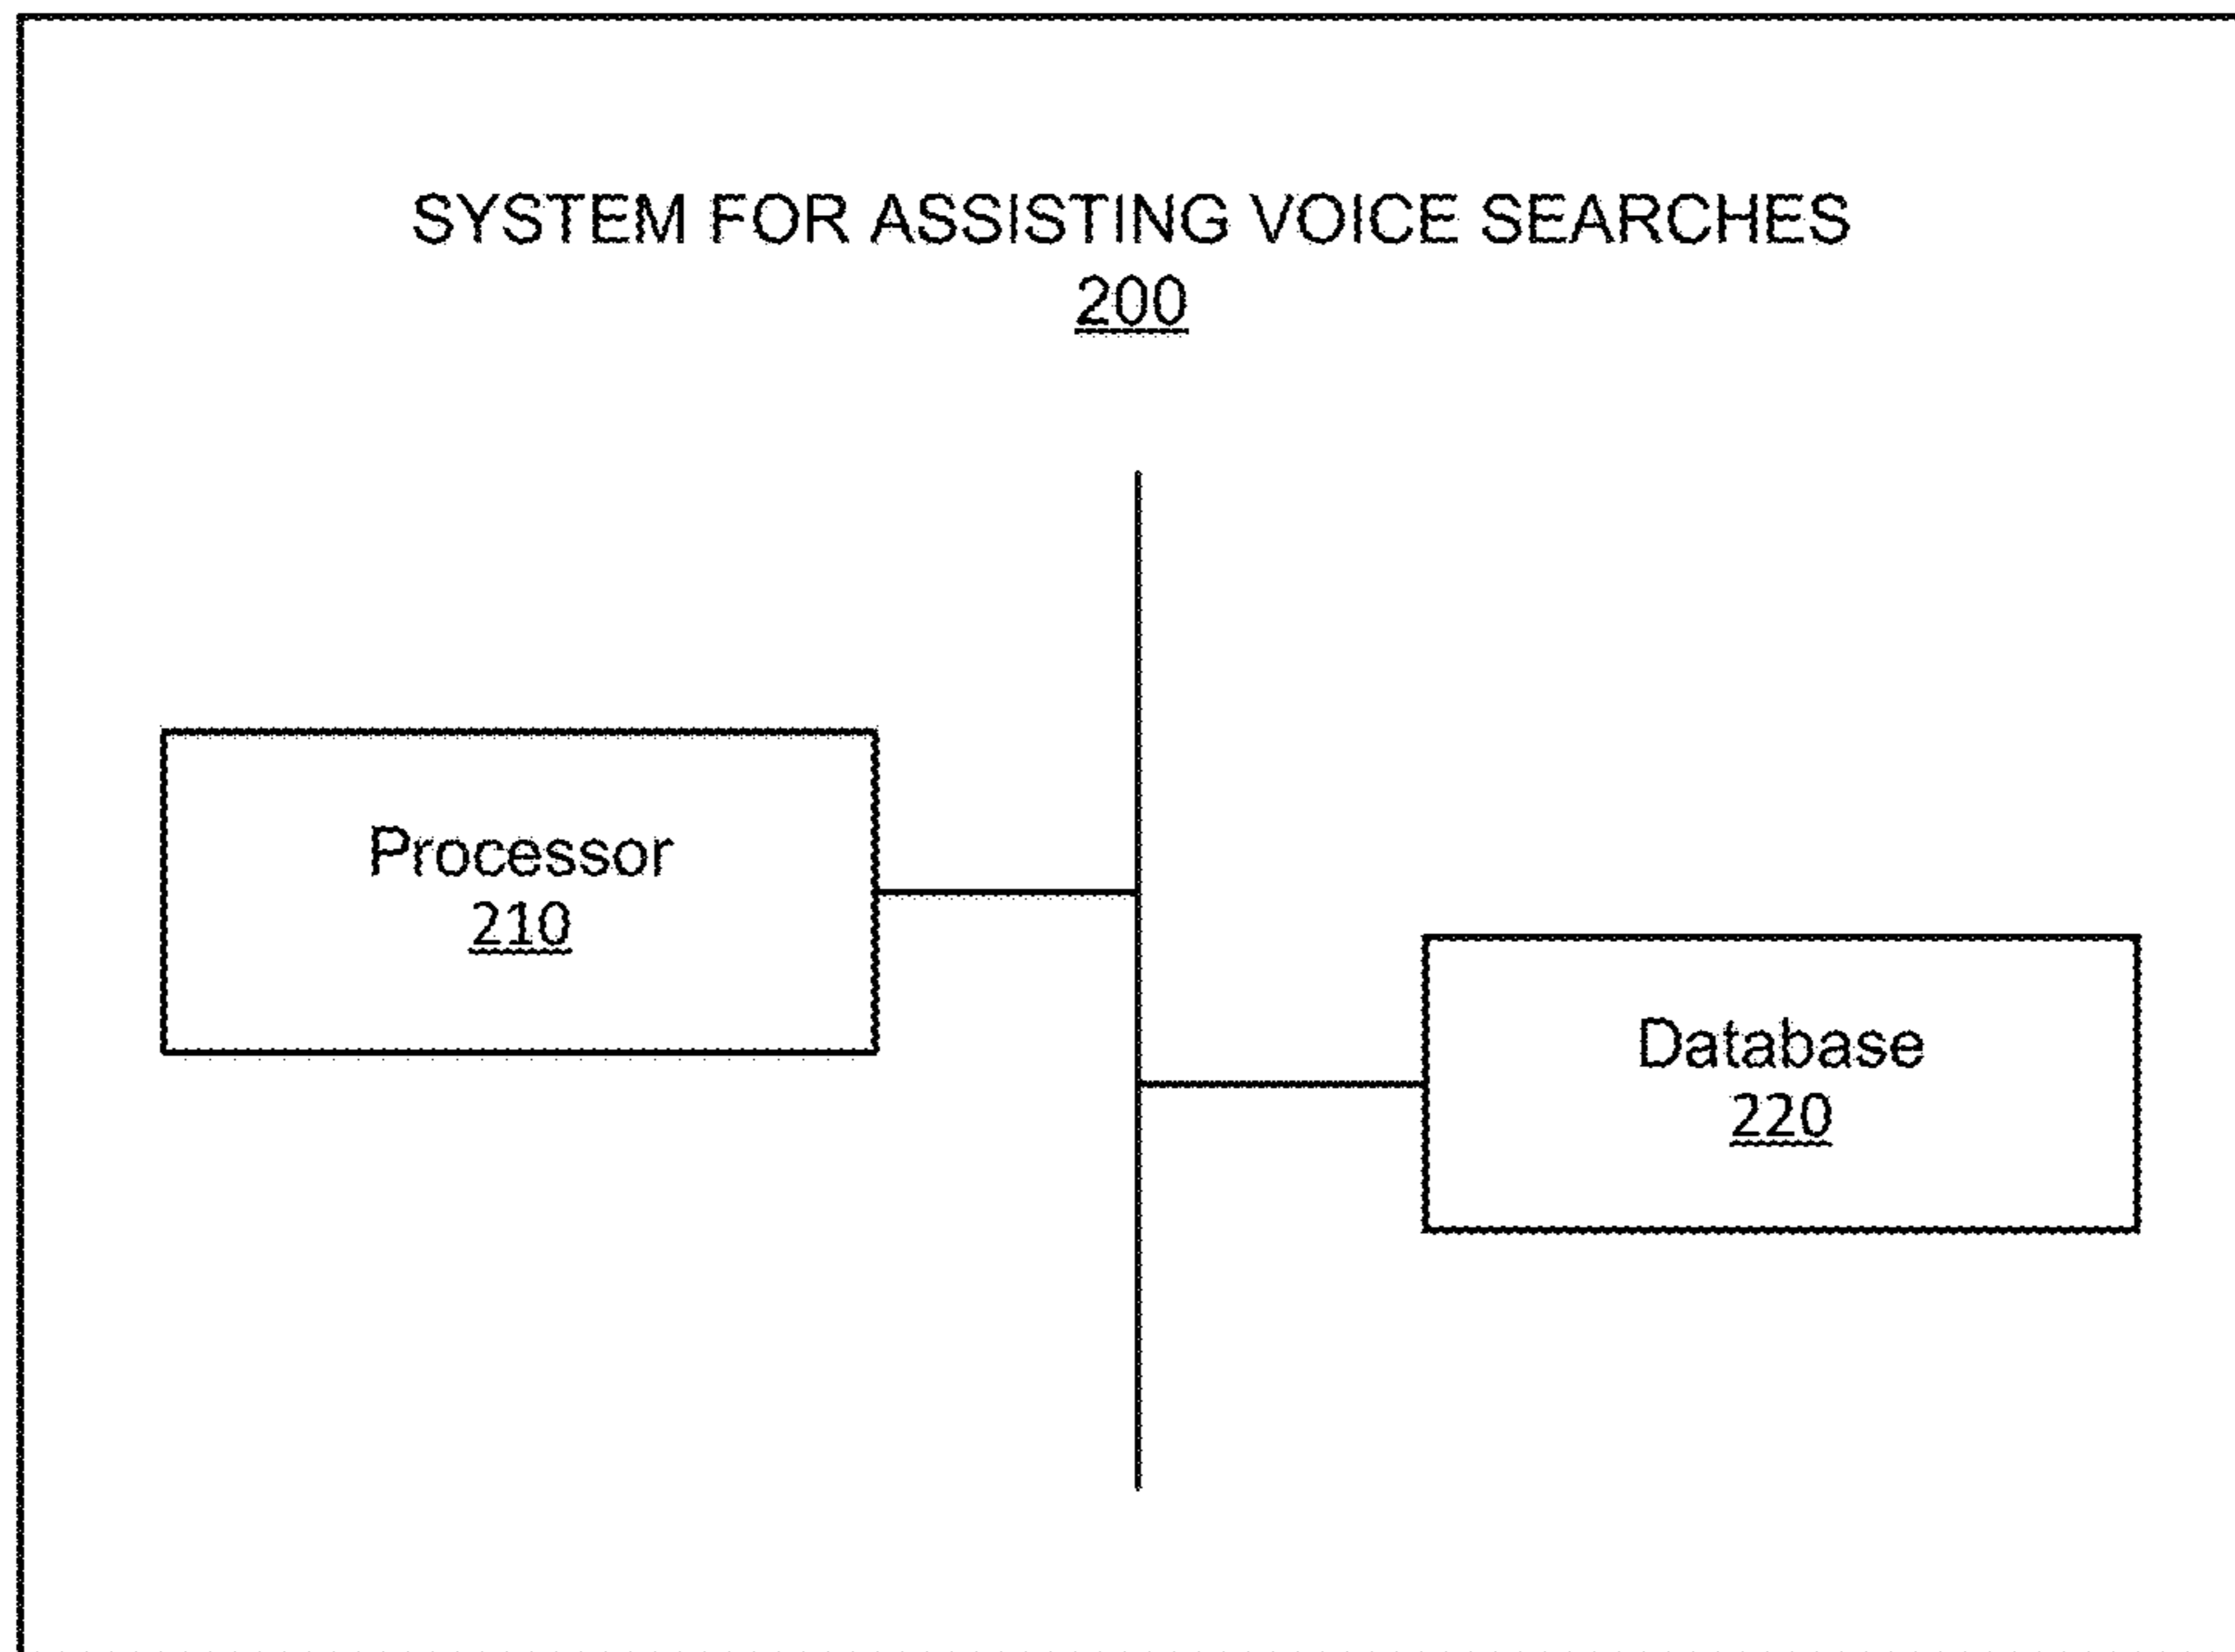 SYSTEM FOR ASSISTING VOICE SEARCHES
200
Processor
210
Database
220